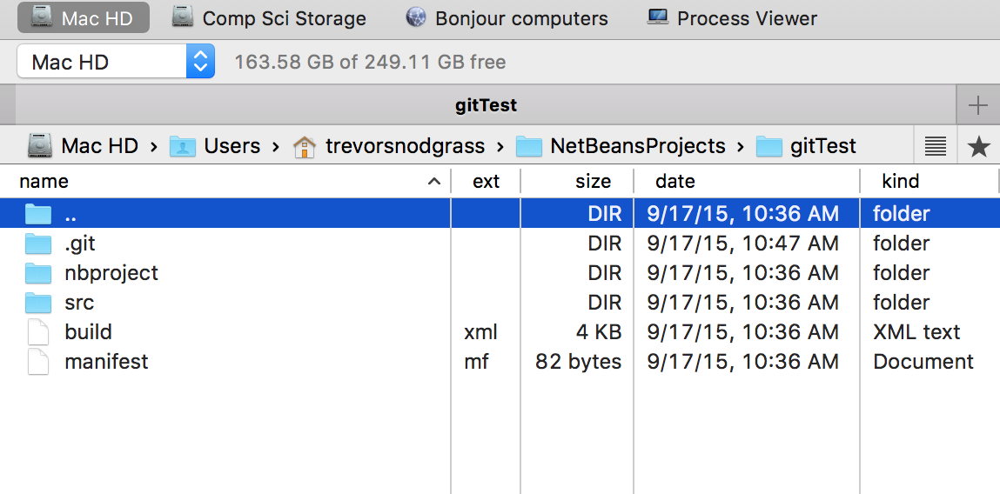 Mac HD Comp Sci Storage Bonjour computers Process Viewer
Mac HD 163.58 GB of 249.11 GB free
gitTest
Mac HD › Users › trevorsnodgrass › NetBeansProjects › gitTest
name ext size date kind
.. DIR 9/17/15, 10:36 AM folder
.git DIR 9/17/15, 10:47 AM folder
nbproject DIR 9/17/15, 10:36 AM folder
src DIR 9/17/15, 10:36 AM folder
build xml 4 KB 9/17/15, 10:36 AM XML text
manifest mf 82 bytes 9/17/15, 10:36 AM Document